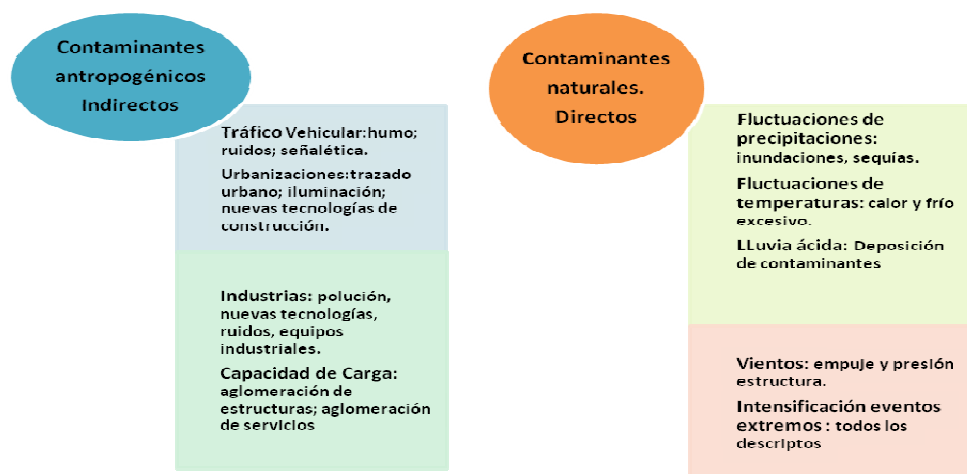 Contaminantes
antropogénicos
Indirectos
Tráfico Vehicular:humo;
ruidos; señalética.
Urbanizaciones:trazado
urbano; iluminación;
nuevas tecnologías de
construcción.
Industrias: polución,
nuevas tecnologías,
ruidos, equipos
industriales.
Capacidad de Carga:
aglomeración de
estructuras; aglomeración
de servicios
Contaminantes
naturales.
Directos
Fluctuaciones de
precipitaciones:
inundaciones, sequías.
Fluctuaciones de
temperaturas: calor y frío
excesivo.
LLuvia ácida: Deposición
de contaminantes
Vientos: empuje y presión
estructura.
Intensificación eventos
extremos : todos los
descriptos